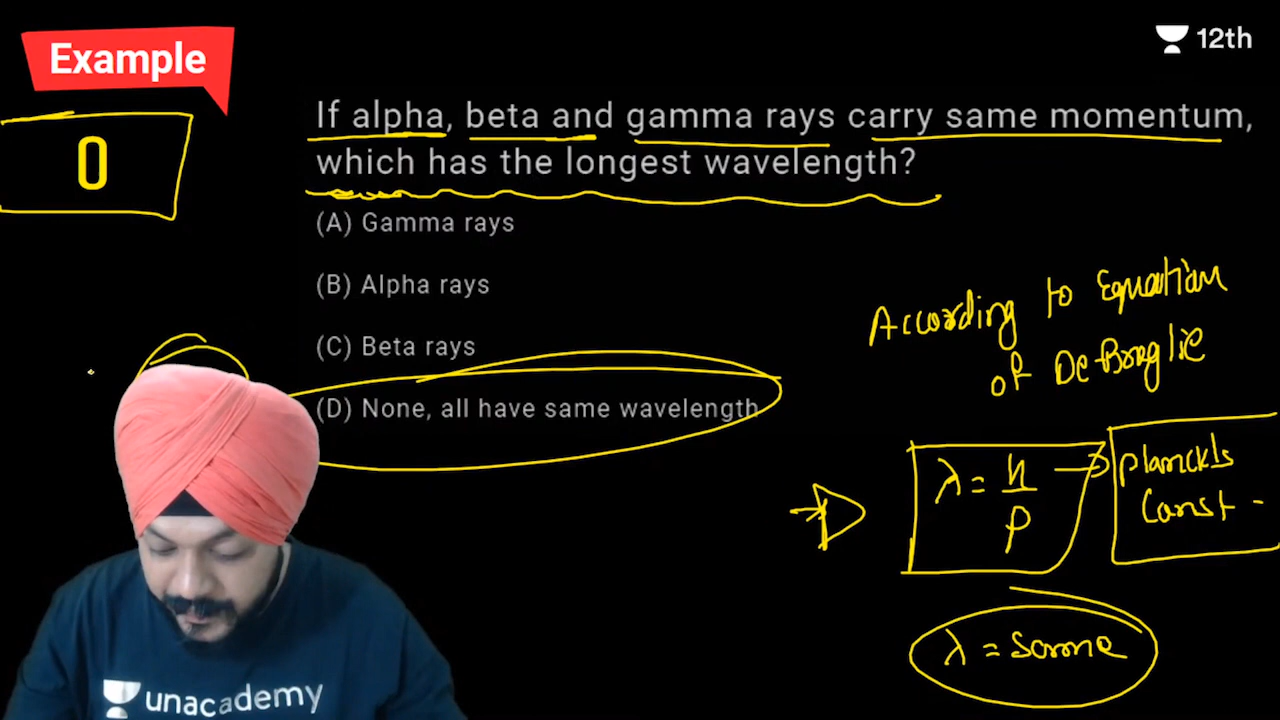 Example
12th
0
If alpha, beta and gamma rays carry same momentum,
which has the longest wavelength?
(A) Gamma rays
(B) Alpha rays
(C) Beta rays
(D) None, all have same wavelength
According to Equation
of De Broglie
λ = h
P
Planck's
Const -
λ = same
unacademy